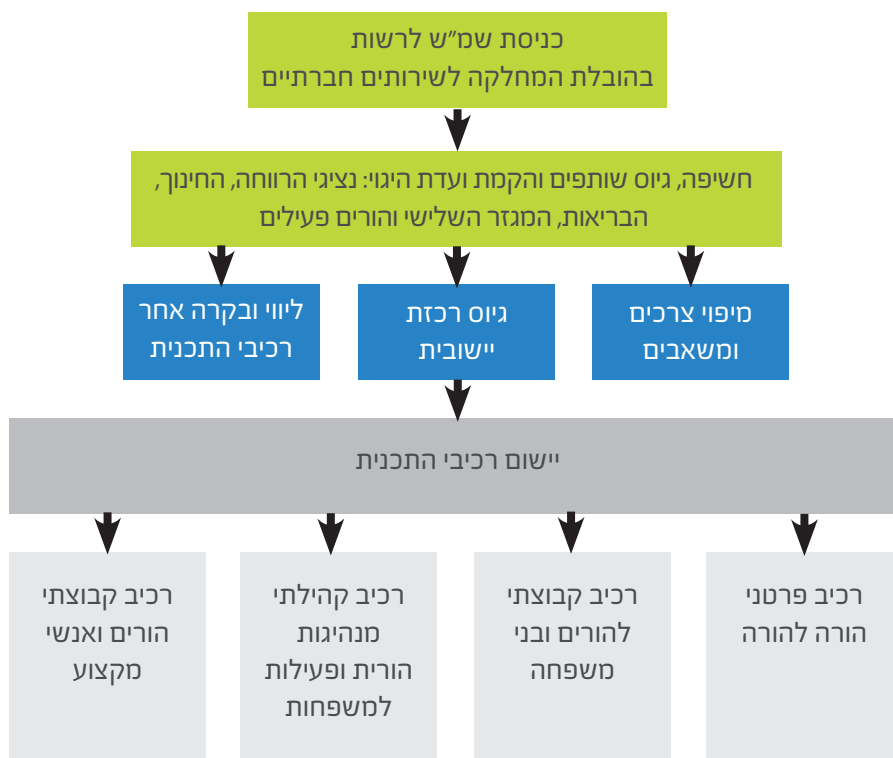 כניסת שמ"ש לרשות
בהובלת המחלקה לשירותים חברתיים
חשיפה, גיוס שותפים והקמת ועדת היגוי: נציגי הרווחה, החינוך,
הבריאות, המגזר השלישי והורים פעילים
מיפוי צרכים
ומשאבים
גיוס רכזת
יישובית
ליווי ובקרה אחר
רכיבי התכנית
יישום רכיבי התכנית
רכיב פרטני
הורה להורה
רכיב קבוצתי
להורים ובני
משפחה
רכיב קהילתי
מנהיגות
הורית ופעילות
למשפחות
רכיב קבוצתי
הורים ואנשי
מקצוע